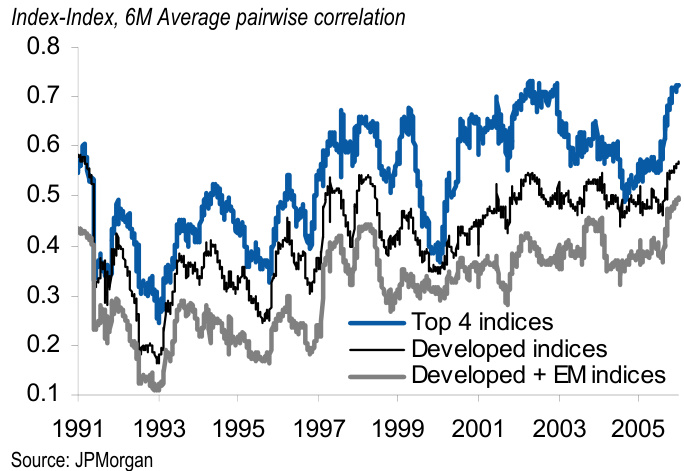 Index-Index, 6M Average pairwise correlation
0.8
0.7
0.6
0.5
0.4
0.3
0.2
0.1
Top 4 indices
Developed indices
Developed + EM indices
1991 1993 1995 1997 1999 2001 2003 2005
Source: JPMorgan